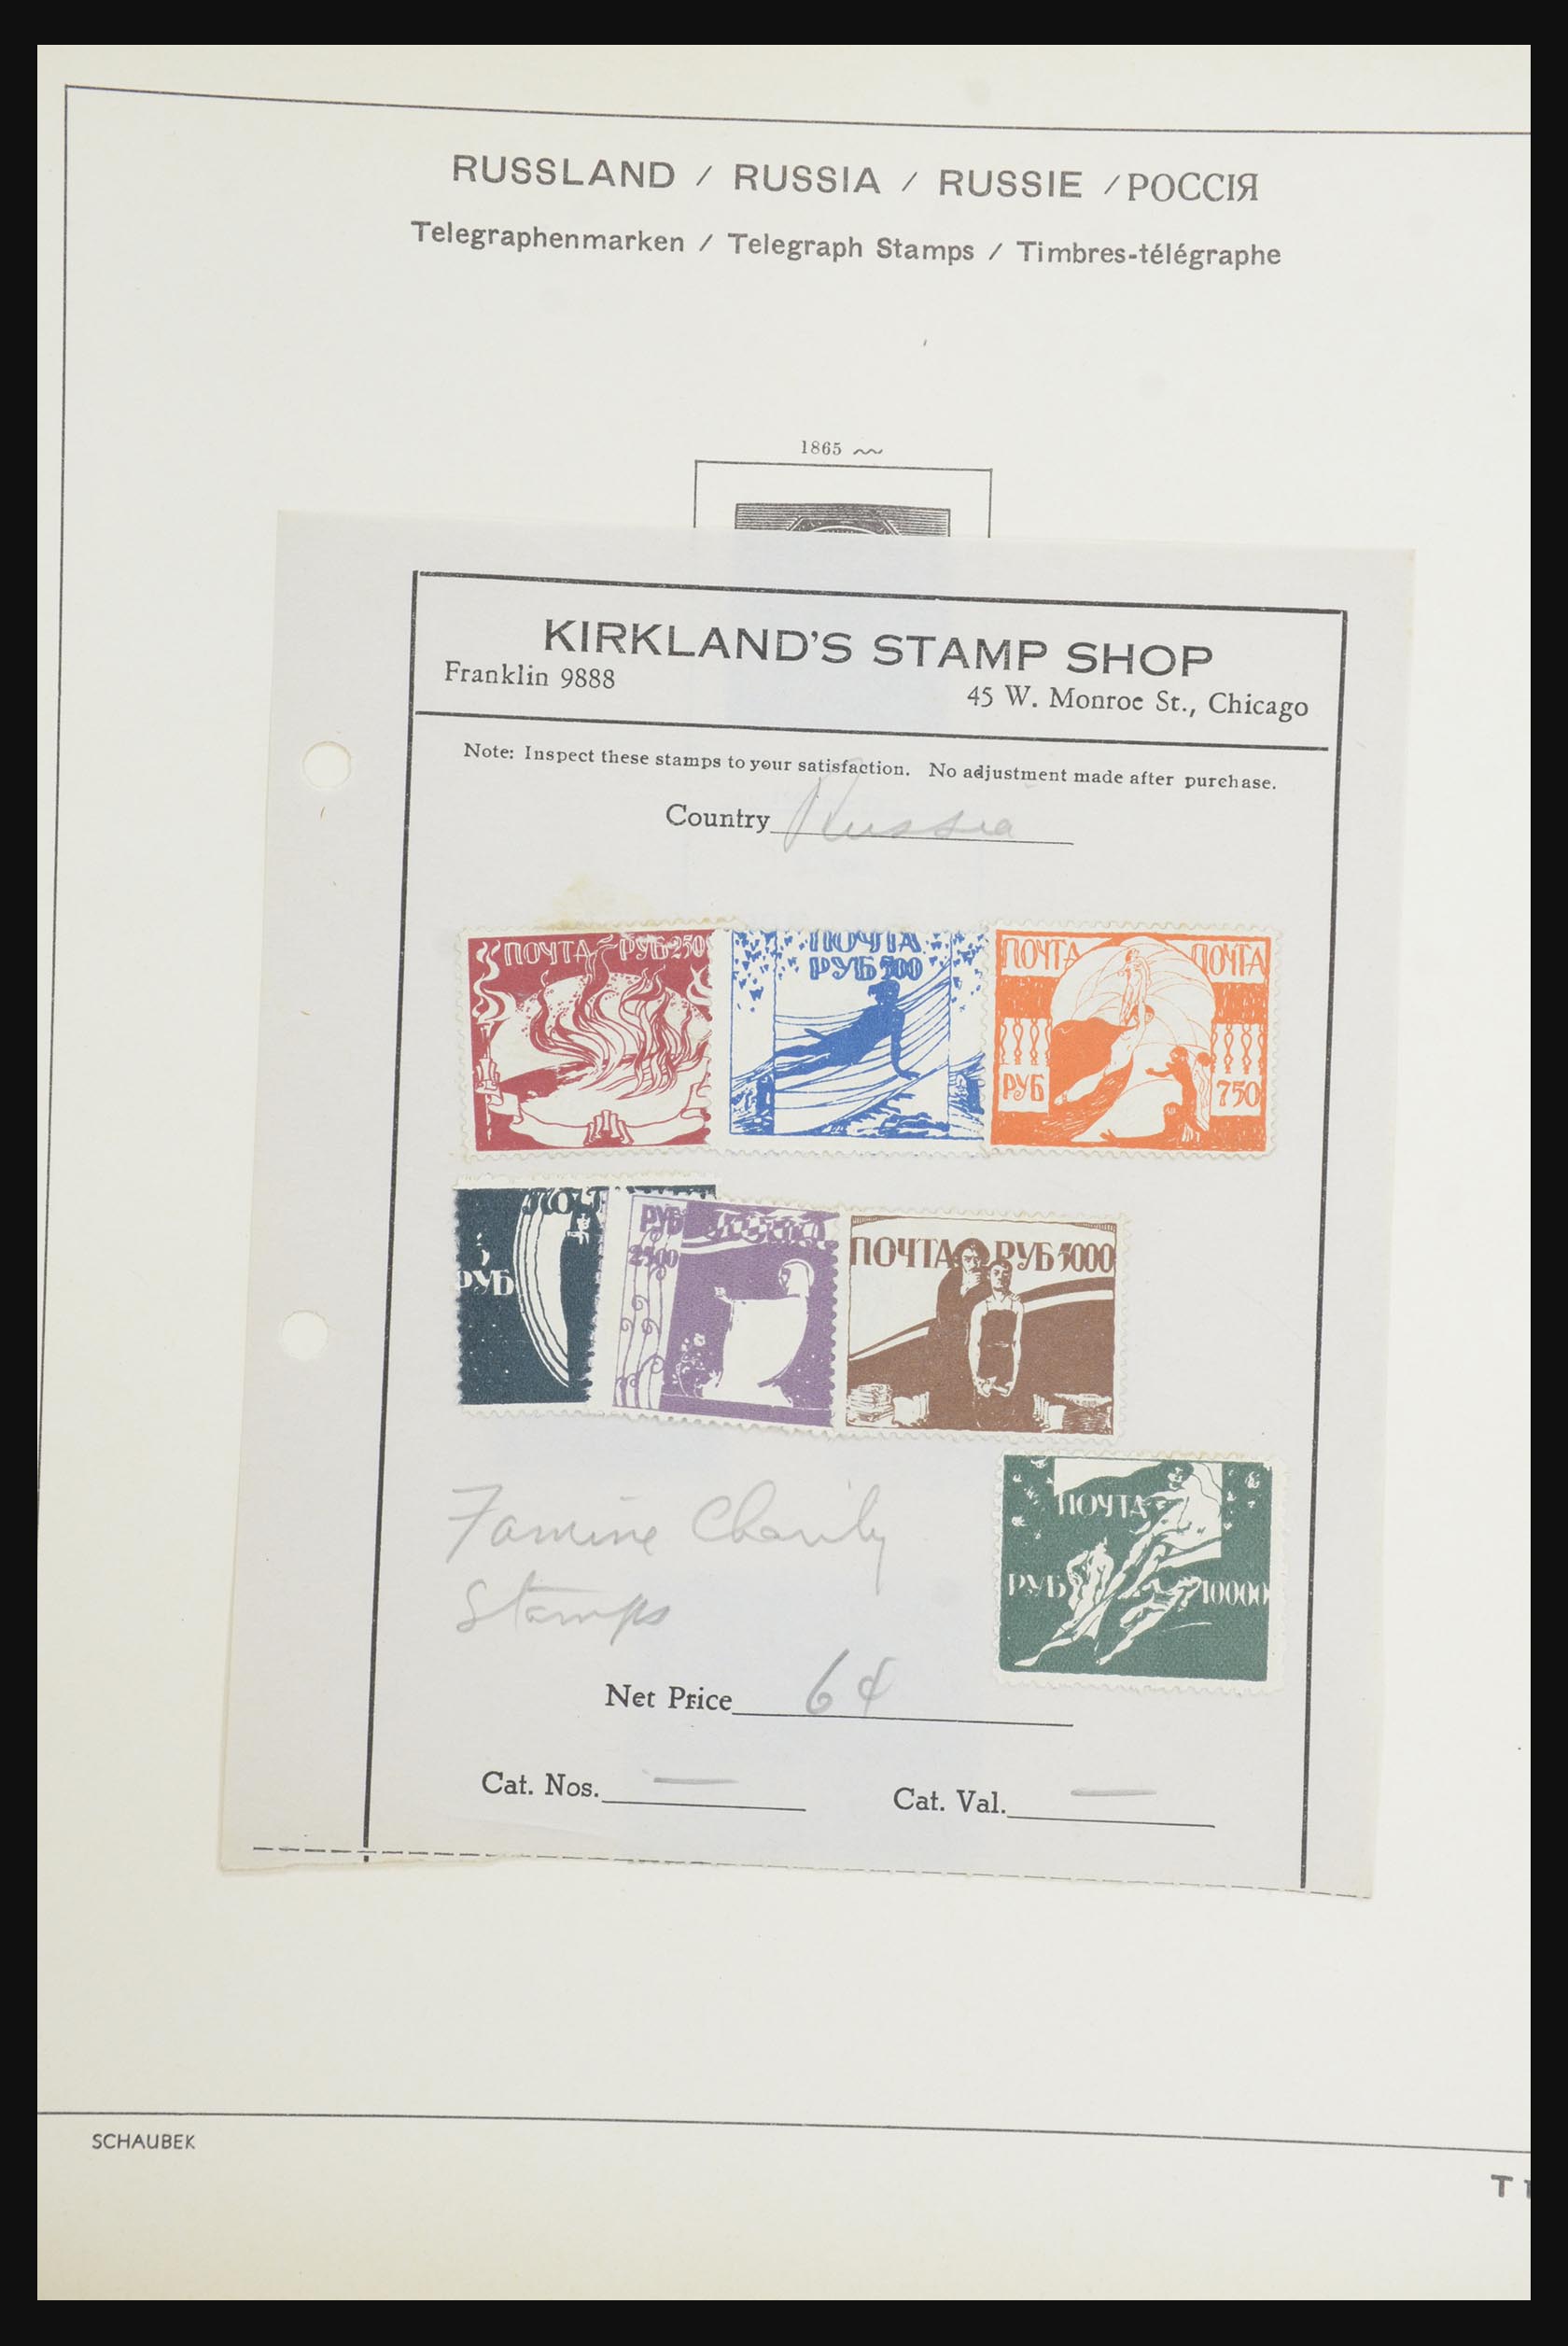 RUSSLAND / RUSSIA / RUSSIE / РОССІЯ
Telegraphenmarken / Telegraph Stamps / Timbres-télégraphe
1865
KIRKLAND'S STAMP SHOP
Franklin 9888
45 W. Monroe St., Chicago
Note: Inspect these stamps to your satisfaction. No adjustment made after purchase.
Country Russia
ПОЧТА РУБ 250
ПОЧТА
РУБ 500
ПОЧТА ПОЧТА
РУБ 750
РУБ
РУБ
2500
ПОЧТА РУБ 5000
ПОЧТА
РУБ 10000
Famine Charity
Stamps
Net Price 6¢
Cat. Nos. — Cat. Val. —
SCHAUBEK